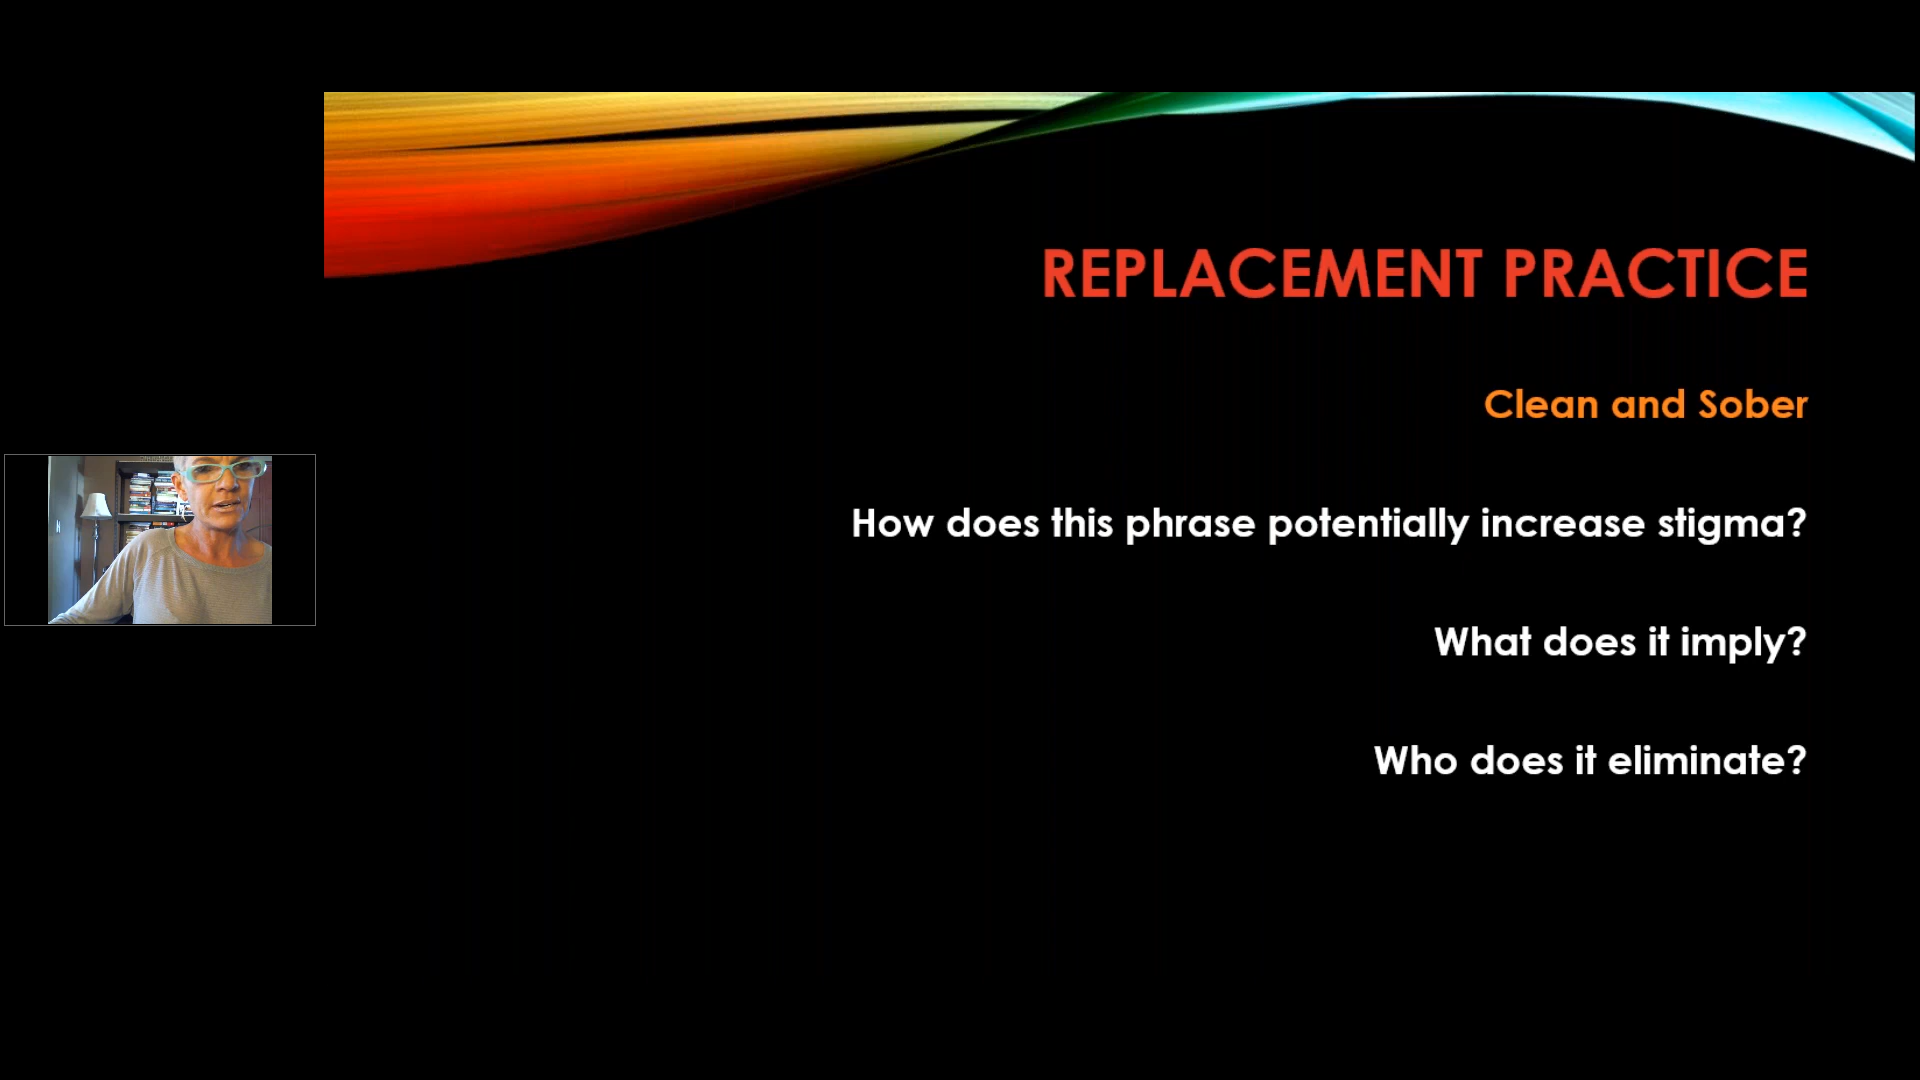 REPLACEMENT PRACTICE
Clean and Sober
How does this phrase potentially increase stigma?
What does it imply?
Who does it eliminate?